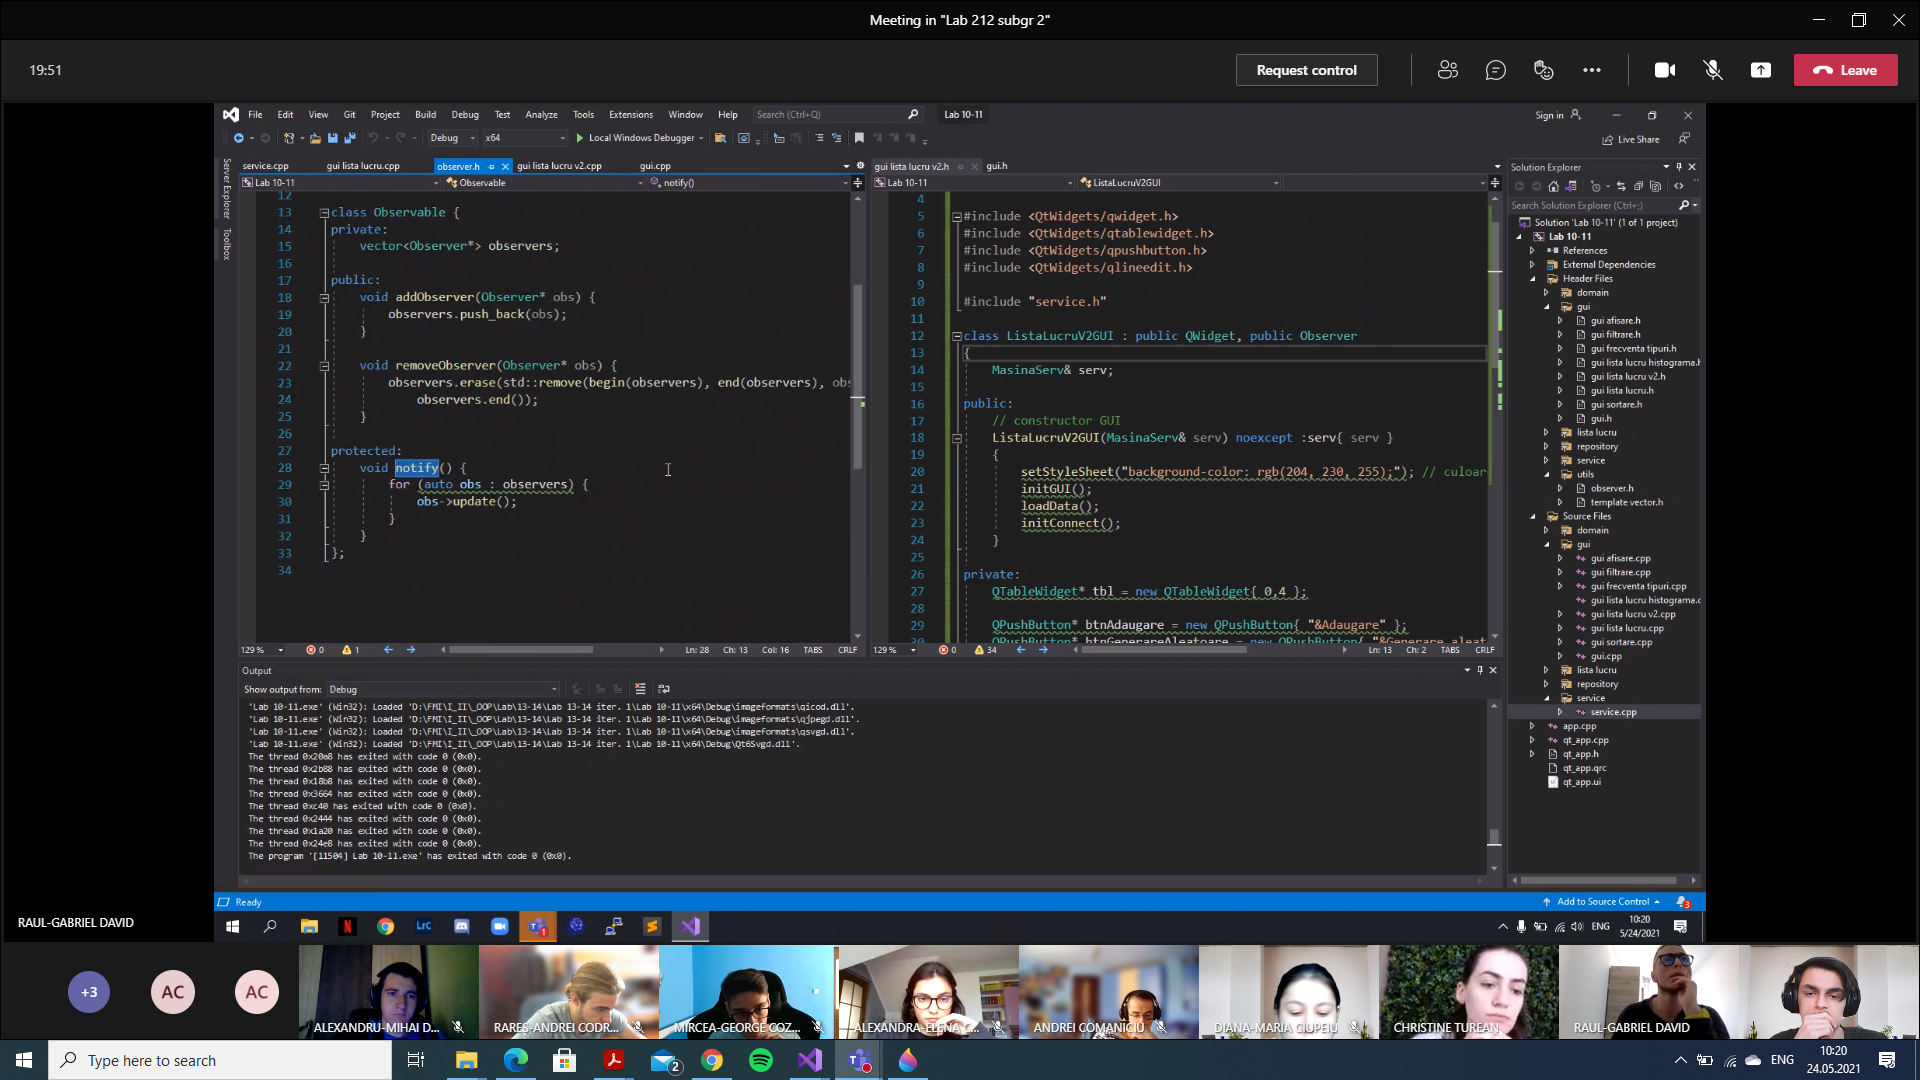 Meeting in "Lab 212 subgr 2"
19:51
Request control
Leave
File Edit View Git Project Build Debug Test Analyze Tools Extensions Window Help Search (Ctrl+Q) Lab 10-11 Sign in
Debug x64 Local Windows Debugger Live Share
Server Explorer
Toolbox
service.cpp gui lista lucru.cpp observer.h gui lista lucru v2.cpp gui.cpp
Lab 10-11 Observable notify()
12
13 class Observable {
14 private:
15 vector<Observer*> observers;
16
17 public:
18 void addObserver(Observer* obs) {
19 observers.push_back(obs);
20 }
21
22 void removeObserver(Observer* obs) {
23 observers.erase(std::remove(begin(observers), end(observers), obs
24 observers.end());
25 }
26
27 protected:
28 void notify() {
29 for (auto obs : observers) {
30 obs->update();
31 }
32 }
33 };
34
129 % 0 1 Ln: 28 Ch: 13 Col: 16 TABS CRLF
gui lista lucru v2.h gui.h
Lab 10-11 ListaLucruV2GUI
4
5 #include <QtWidgets/qwidget.h>
6 #include <QtWidgets/qtablewidget.h>
7 #include <QtWidgets/qpushbutton.h>
8 #include <QtWidgets/qlineedit.h>
9
10 #include "service.h"
11
12 class ListaLucruV2GUI : public QWidget, public Observer
13 {
14 MasinaServ& serv;
15
16 public:
17 // constructor GUI
18 ListaLucruV2GUI(MasinaServ& serv) noexcept :serv{ serv }
19 {
20 setStyleSheet("background-color: rgb(204, 230, 255);"); // culoar
21 initGUI();
22 loadData();
23 initConnect();
24 }
25
26 private:
27 QTableWidget* tbl = new QTableWidget{ 0,4 };
28
29 QPushButton* btnAdaugare = new QPushButton{ "&Adaugare" };
30 QPushButton* btnGenerareAleatoare = new QPushButton{ "&Generare aleat
129 % 0 34 Ln: 13 Ch: 2 TABS CRLF
Solution Explorer
Search Solution Explorer (Ctrl+;)
Solution 'Lab 10-11' (1 of 1 project)
Lab 10-11
References
External Dependencies
Header Files
domain
gui
gui afisare.h
gui filtrare.h
gui frecventa tipuri.h
gui lista lucru histograma.h
gui lista lucru v2.h
gui lista lucru.h
gui sortare.h
gui.h
lista lucru
repository
service
utils
observer.h
template vector.h
Source Files
domain
gui
gui afisare.cpp
gui filtrare.cpp
gui frecventa tipuri.cpp
gui lista lucru histograma.c
gui lista lucru v2.cpp
gui lista lucru.cpp
gui sortare.cpp
gui.cpp
lista lucru
repository
service
service.cpp
app.cpp
qt_app.cpp
qt_app.h
qt_app.qrc
qt_app.ui
Output
Show output from: Debug
'Lab 10-11.exe' (Win32): Loaded 'D:\FMI\I_II\_OOP\Lab\13-14\Lab 13-14 iter. 1\Lab 10-11\x64\Debug\imageformats\qicod.dll'.
'Lab 10-11.exe' (Win32): Loaded 'D:\FMI\I_II\_OOP\Lab\13-14\Lab 13-14 iter. 1\Lab 10-11\x64\Debug\imageformats\qjpegd.dll'.
'Lab 10-11.exe' (Win32): Loaded 'D:\FMI\I_II\_OOP\Lab\13-14\Lab 13-14 iter. 1\Lab 10-11\x64\Debug\imageformats\qsvgd.dll'.
'Lab 10-11.exe' (Win32): Loaded 'D:\FMI\I_II\_OOP\Lab\13-14\Lab 13-14 iter. 1\Lab 10-11\x64\Debug\Qt6Svgd.dll'.
The thread 0x20a8 has exited with code 0 (0x0).
The thread 0x2b88 has exited with code 0 (0x0).
The thread 0x18b8 has exited with code 0 (0x0).
The thread 0x3664 has exited with code 0 (0x0).
The thread 0xc40 has exited with code 0 (0x0).
The thread 0x2444 has exited with code 0 (0x0).
The thread 0x1a20 has exited with code 0 (0x0).
The thread 0x24e8 has exited with code 0 (0x0).
The program '[11504] Lab 10-11.exe' has exited with code 0 (0x0).
Ready Add to Source Control 3
LrC 1 ENG 10:20
5/24/2021
RAUL-GABRIEL DAVID
+3 AC AC
ALEXANDRU-MIHAI D... RARES-ANDREI CODR... MIRCEA-GEORGE COZ... ALEXANDRA-ELENA C... ANDREI COMANICIU DIANA-MARIA CIUPEIU CHRISTINE TUREAN RAUL-GABRIEL DAVID
Type here to search 2 ENG 10:20
24.05.2021